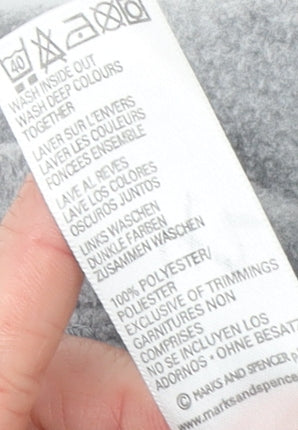 40
WASH INSIDE OUT
WASH DEEP COLOURS
TOGETHER
LAVER SUR L'ENVERS
LAVER LES COULEURS
FONCÉES ENSEMBLE
LAVE AL REVES
LAVE LOS COLORES
OSCUROS JUNTOS
LINKS WASCHEN
DUNKLE FARBEN
ZUSAMMEN WASCHEN
100% POLYESTER/
POLIESTER
EXCLUSIVE OF TRIMMINGS
GARNITURES NON
COMPRISES
NO SE INCLUYEN LOS
ADORNOS • OHNE BESATZ
© MARKS AND SPENCER
www.marksandspence